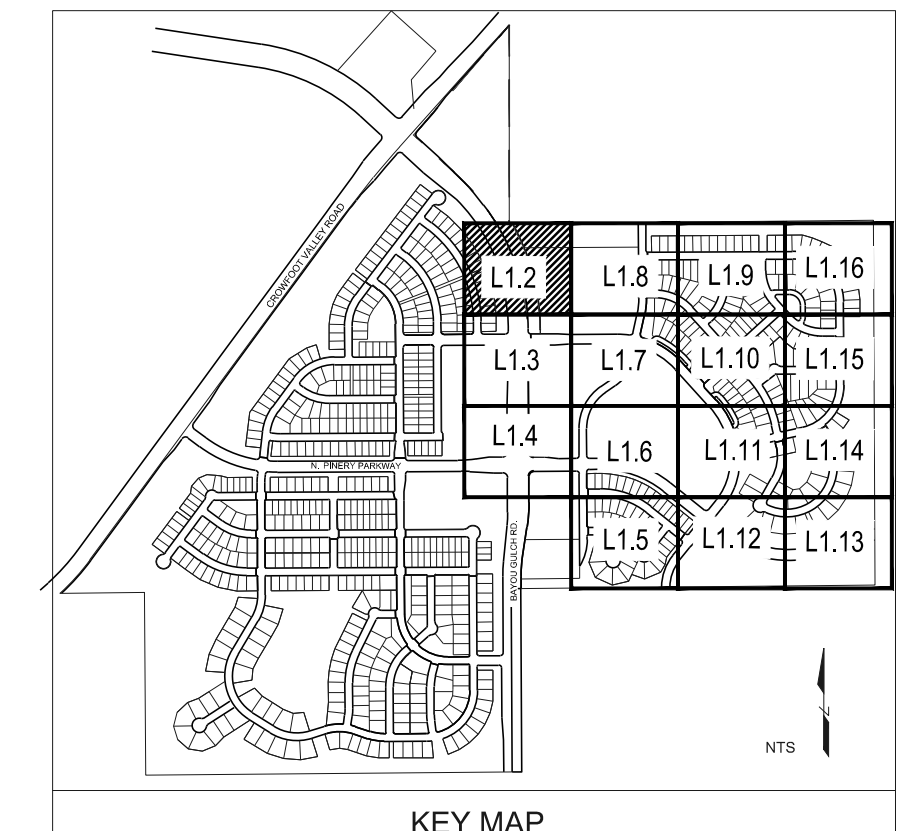 CROWFOOT VALLEY ROAD
L1.2
L1.8
L1.9
L1.16
L1.3
L1.7
L1.10
L1.15
L1.4
L1.6
L1.11
L1.14
N. PINERY PARKWAY
L1.5
L1.12
L1.13
BAYOU GULCH RD.
N
NTS
KEY MAP